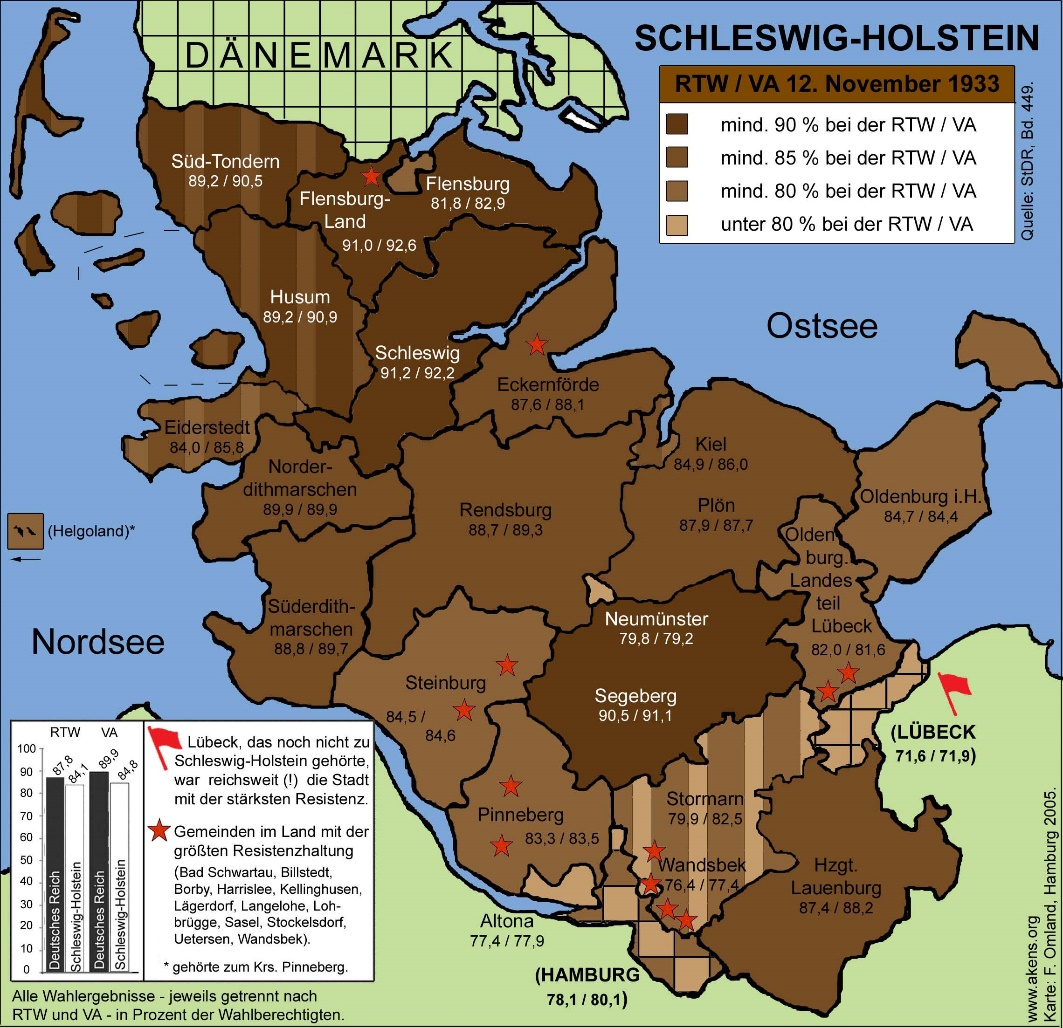 SCHLESWIG-HOLSTEIN
DÄNEMARK
RTW / VA 12. November 1933
mind. 90 % bei der RTW / VA
mind. 85 % bei der RTW / VA
mind. 80 % bei der RTW / VA
unter 80 % bei der RTW / VA
Quelle: StDR, Bd. 449.
Süd-Tondern
89,2 / 90,5
Flensburg-
Land
91,0 / 92,6
Flensburg
81,8 / 82,9
Husum
89,2 / 90,9
Schleswig
91,2 / 92,2
Ostsee
Eckernförde
87,6 / 88,1
Eiderstedt
84,0 / 85,8
Norder-
dithmarschen
89,9 / 89,9
Rendsburg
88,7 / 89,3
Kiel
84,9 / 86,0
Plön
87,9 / 87,7
Oldenburg i.H.
84,7 / 84,4
Olden-
burg.
Landes
teil
Lübeck
82,0 / 81,6
(Helgoland)*
Nordsee
Süderdith-
marschen
88,8 / 89,7
Neumünster
79,8 / 79,2
Segeberg
90,5 / 91,1
Steinburg
84,5 /
84,6
(LÜBECK
71,6 / 71,9)
Pinneberg
83,3 / 83,5
Stormarn
79,9 / 82,5
Wandsbek
76,4 / 77,4
Hzgt.
Lauenburg
87,4 / 88,2
Altona
77,4 / 77,9
(HAMBURG
78,1 / 80,1)
RTW VA
87,8
84,1
89,9
84,8
100
90
80
70
60
50
40
30
20
10
0
Deutsches Reich
Schleswig-Holstein
Deutsches Reich
Schleswig-Holstein
Lübeck, das noch nicht zu
Schleswig-Holstein gehörte,
war reichsweit (!) die Stadt
mit der stärksten Resistenz.
Gemeinden im Land mit der
größten Resistenzhaltung
(Bad Schwartau, Billstedt,
Borby, Harrislee, Kellinghusen,
Lägerdorf, Langelohe, Loh-
brügge, Sasel, Stockelsdorf,
Uetersen, Wandsbek).
* gehörte zum Krs. Pinneberg.
Alle Wahlergebnisse - jeweils getrennt nach
RTW und VA - in Prozent der Wahlberechtigten.
www.akens.org
Karte: F. Omland, Hamburg 2005.